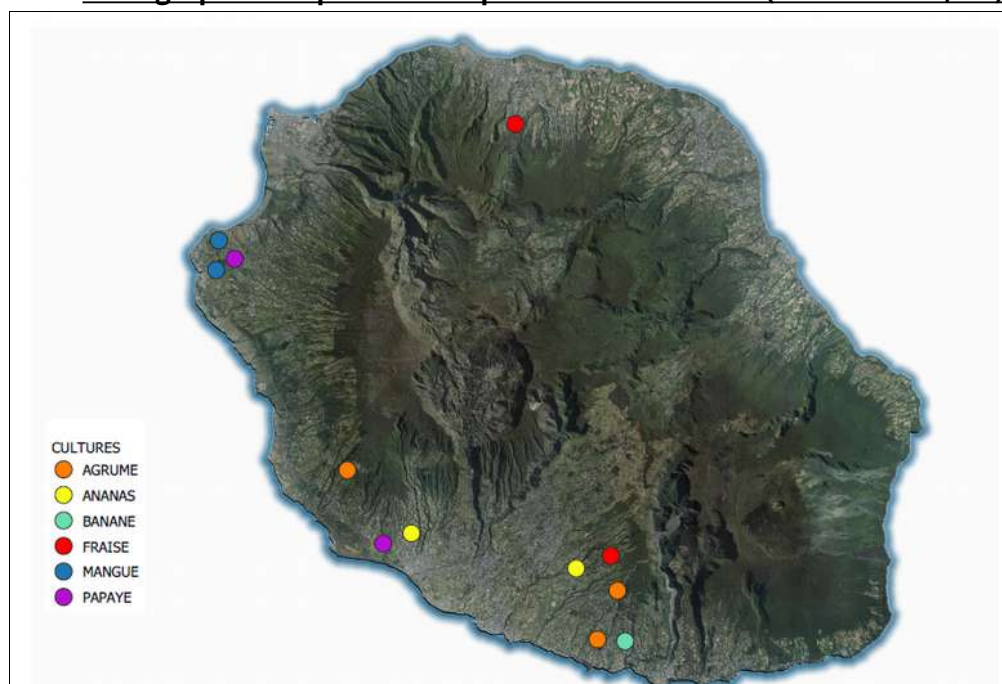 CULTURES
AGRUME
ANANAS
BANANE
FRAISE
MANGUE
PAPAYE